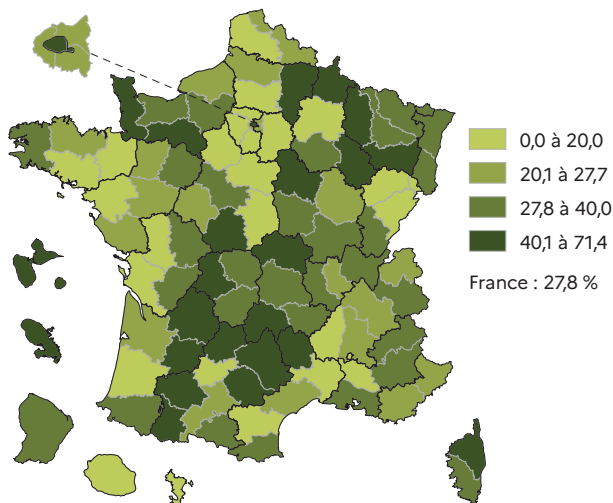 0,0 à 20,0
20,1 à 27,7
27,8 à 40,0
40,1 à 71,4
France : 27,8 %